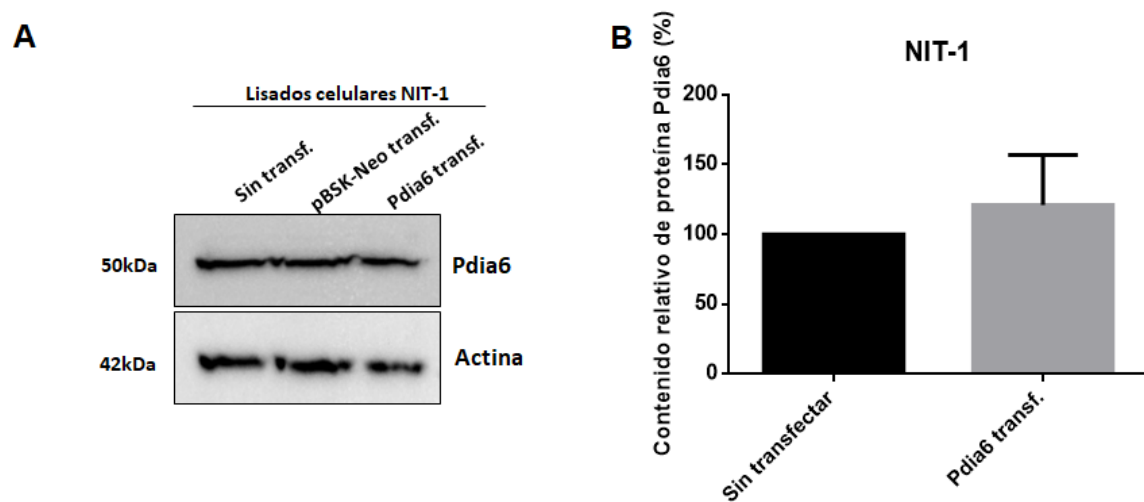 A
Lisados celulares NIT-1
Sin transf.
pBSK-Neo transf.
Pdia6 transf.
50kDa
Pdia6
42kDa
Actina
B
NIT-1
Contenido relativo de proteína Pdia6 (%)
200
150
100
50
0
Sin transfectar
Pdia6 transf.